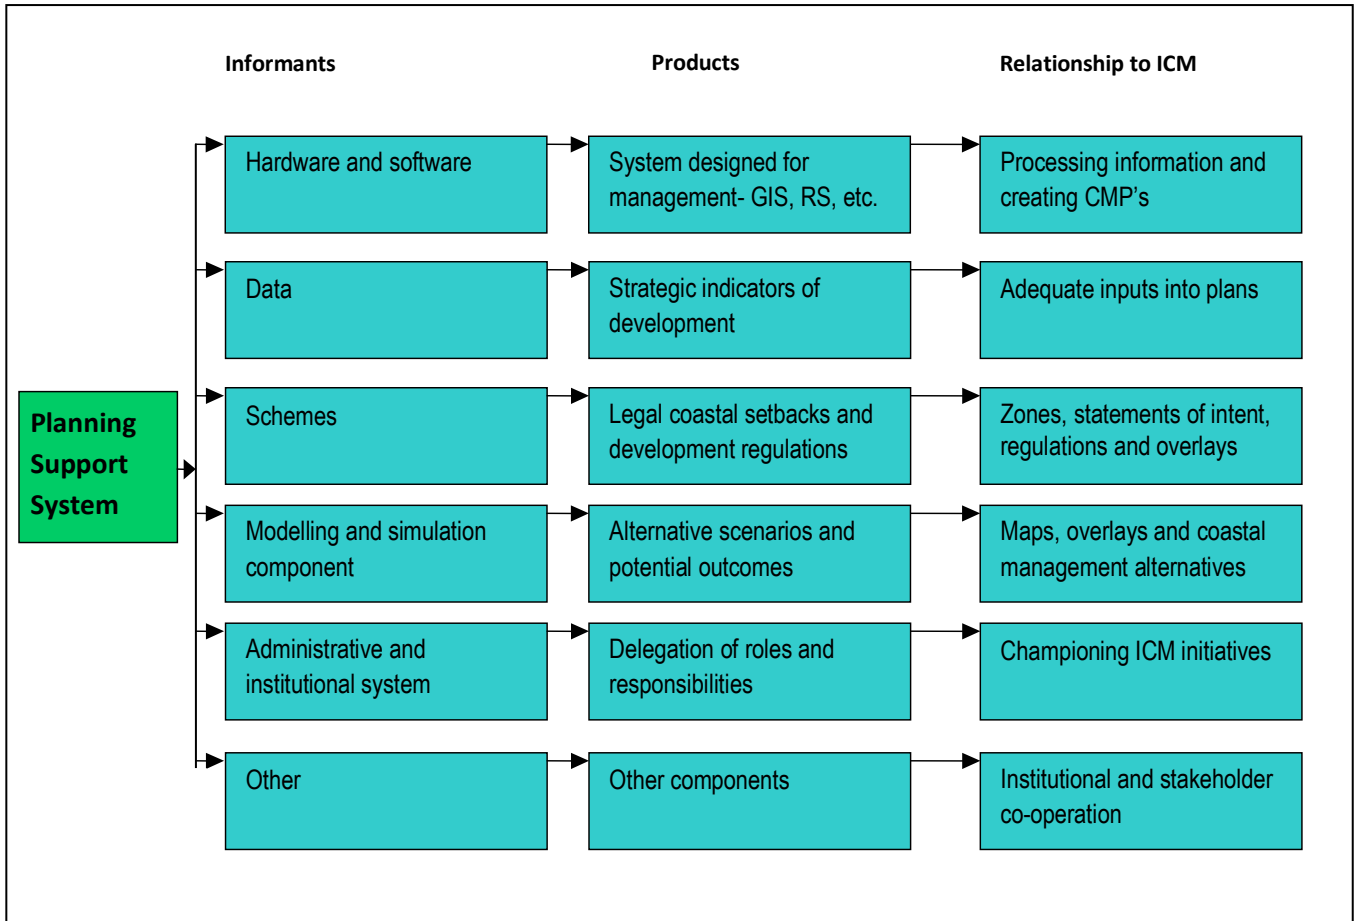 Informants
Products
Relationship to ICM
Hardware and software
System designed for
management- GIS, RS, etc.
Processing information and
creating CMP's
Data
Strategic indicators of
development
Adequate inputs into plans
Planning
Support
System
Schemes
Legal coastal setbacks and
development regulations
Zones, statements of intent,
regulations and overlays
Modelling and simulation
component
Alternative scenarios and
potential outcomes
Maps, overlays and coastal
management alternatives
Administrative and
institutional system
Delegation of roles and
responsibilities
Championing ICM initiatives
Other
Other components
Institutional and stakeholder
co-operation